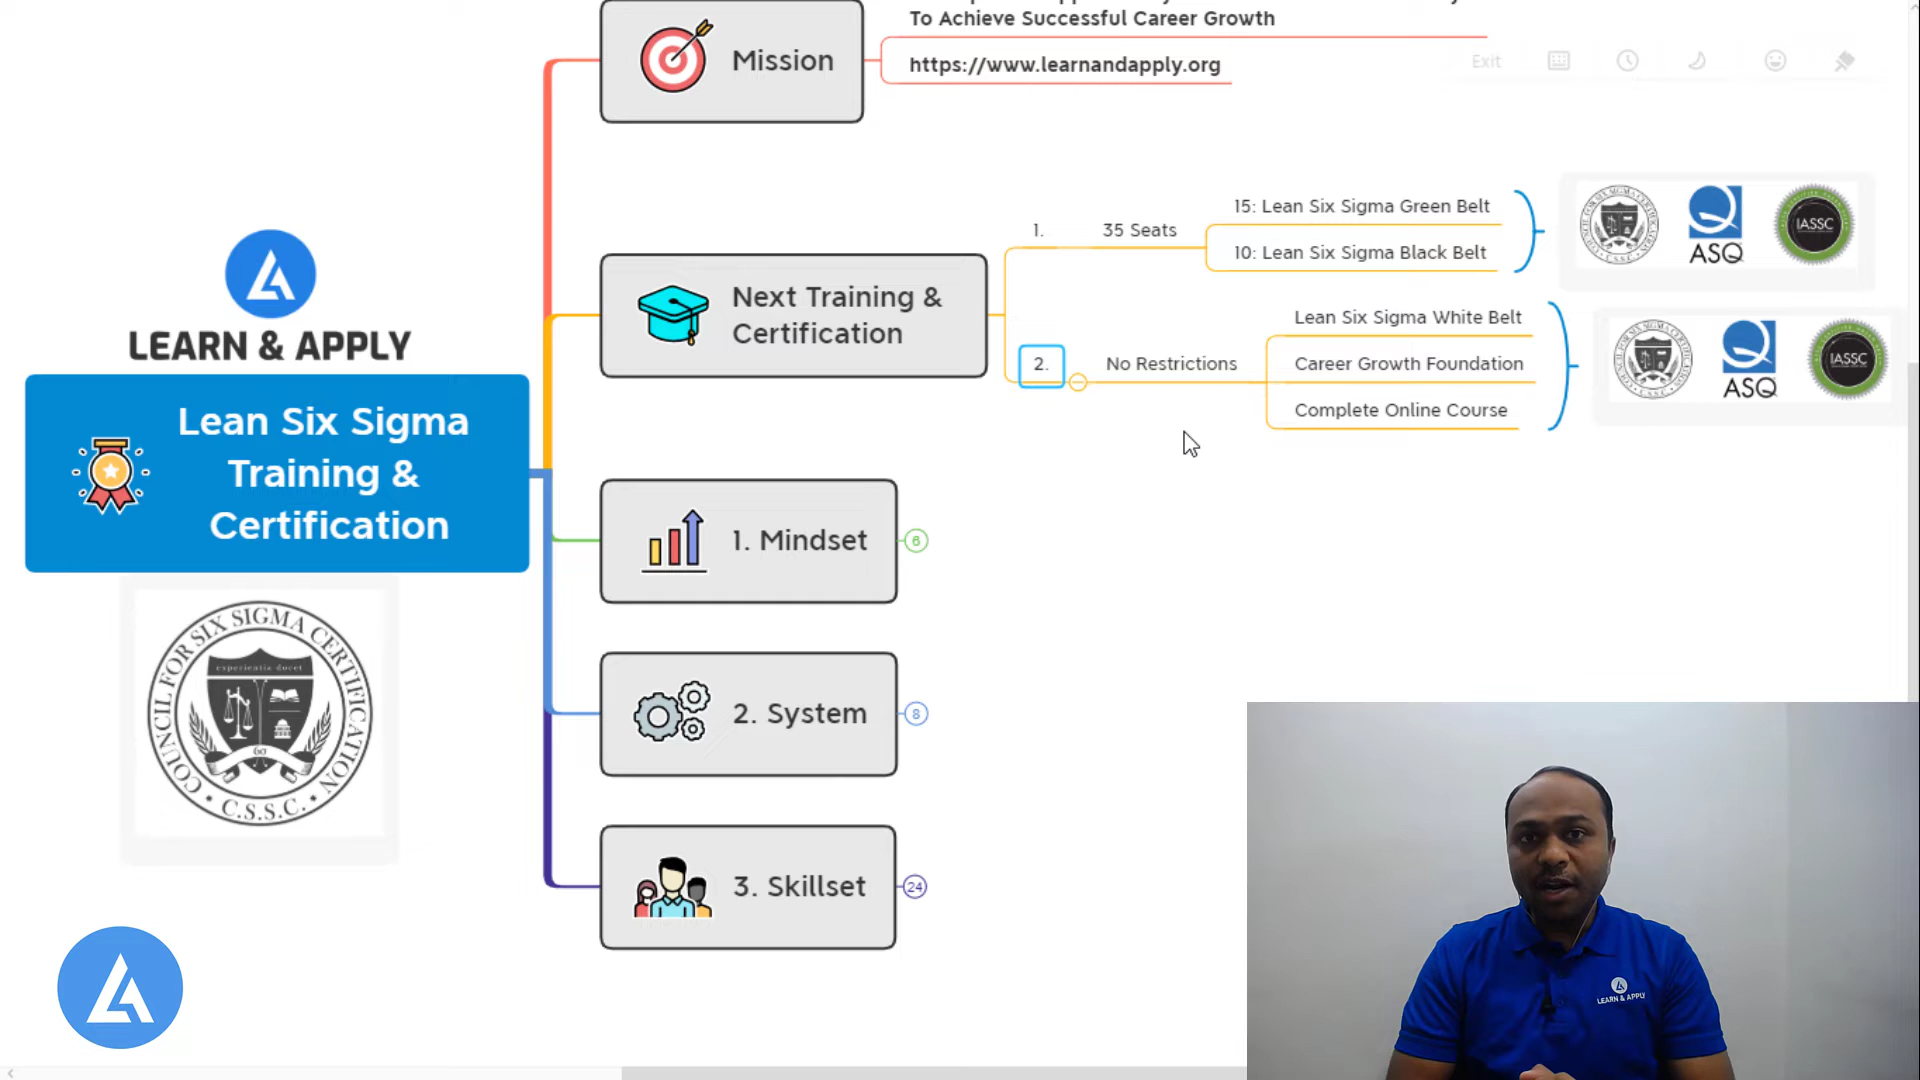 To Achieve Successful Career Growth
Mission
https://www.learnandapply.org
Exit
15: Lean Six Sigma Green Belt
1. 35 Seats
10: Lean Six Sigma Black Belt
ASQ
IASSC
Next Training &
Certification
Lean Six Sigma White Belt
2. No Restrictions
Career Growth Foundation
Complete Online Course
ASQ
IASSC
LEARN & APPLY
Lean Six Sigma
Training &
Certification
1. Mindset
6
COUNCIL FOR SIX SIGMA CERTIFICATION
experientia docet
6σ
C.S.S.C.
2. System
8
3. Skillset
24
LEARN & APPLY